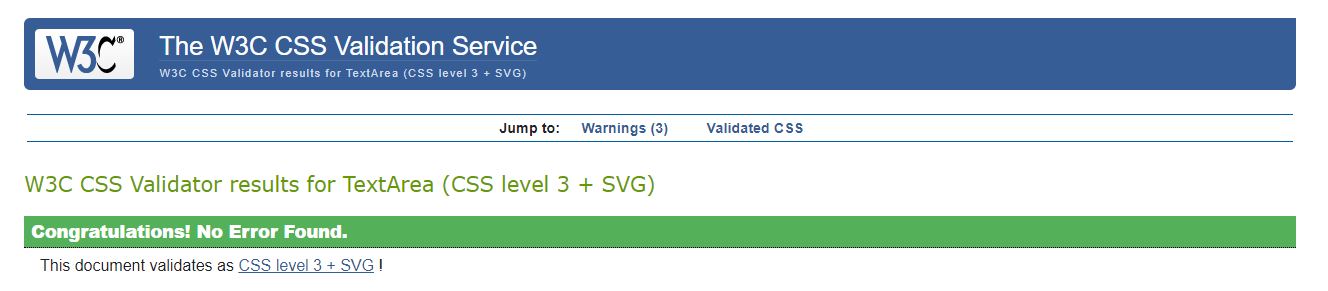 W3C®
The W3C CSS Validation Service
W3C CSS Validator results for TextArea (CSS level 3 + SVG)
Jump to: Warnings (3) Validated CSS
W3C CSS Validator results for TextArea (CSS level 3 + SVG)
Congratulations! No Error Found.
This document validates as CSS level 3 + SVG !